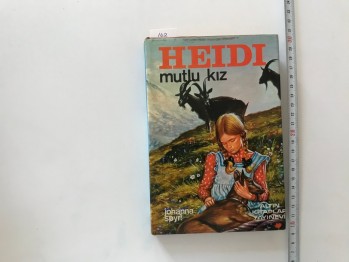 HEIDI
mutlu kız
johanna
spyri
ALTIN
KİTAPLAR
YAYINEVİ